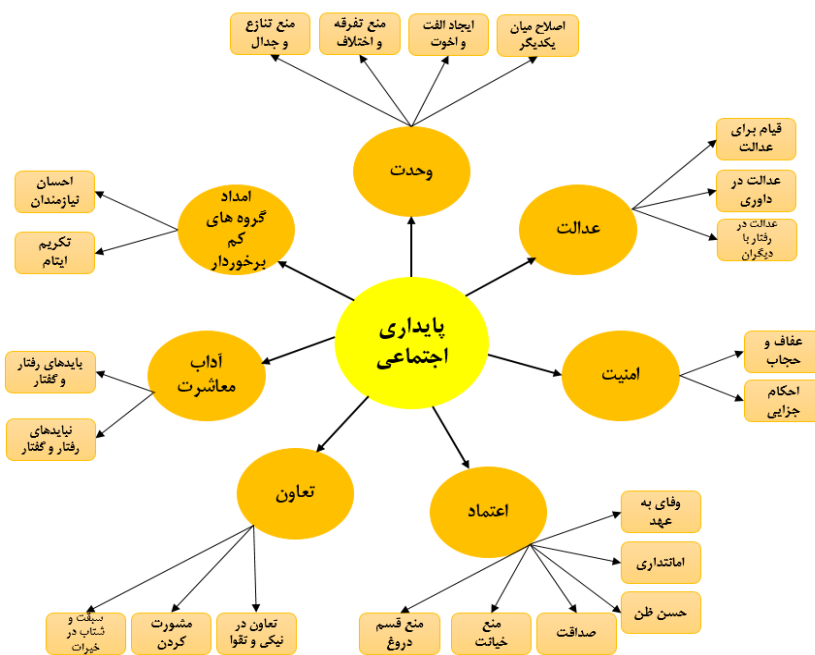 منع تنازع
و جدال
منع تفرقه
و اختلاف
ایجاد الفت
و اخوت
اصلاح میان
یکدیگر
وحدت
قیام برای
عدالت
عدالت در
داوری
عدالت در
رفتار با
دیگران
عدالت
احسان
نیازمندان
تکریم
ایتام
امداد
گروه های
کم
برخوردار
پایداری
اجتماعی
عفاف و
حجاب
احکام
جزایی
امنیت
بایدهای رفتار
و گفتار
نبایدهای
رفتار و گفتار
آداب
معاشرت
تعاون
سبقت و
شتاب در
خیرات
مشورت
کردن
تعاون در
نیکی و تقوا
اعتماد
وفای به
عهد
امانتداری
حسن ظن
صداقت
منع
خیانت
منع قسم
دروغ